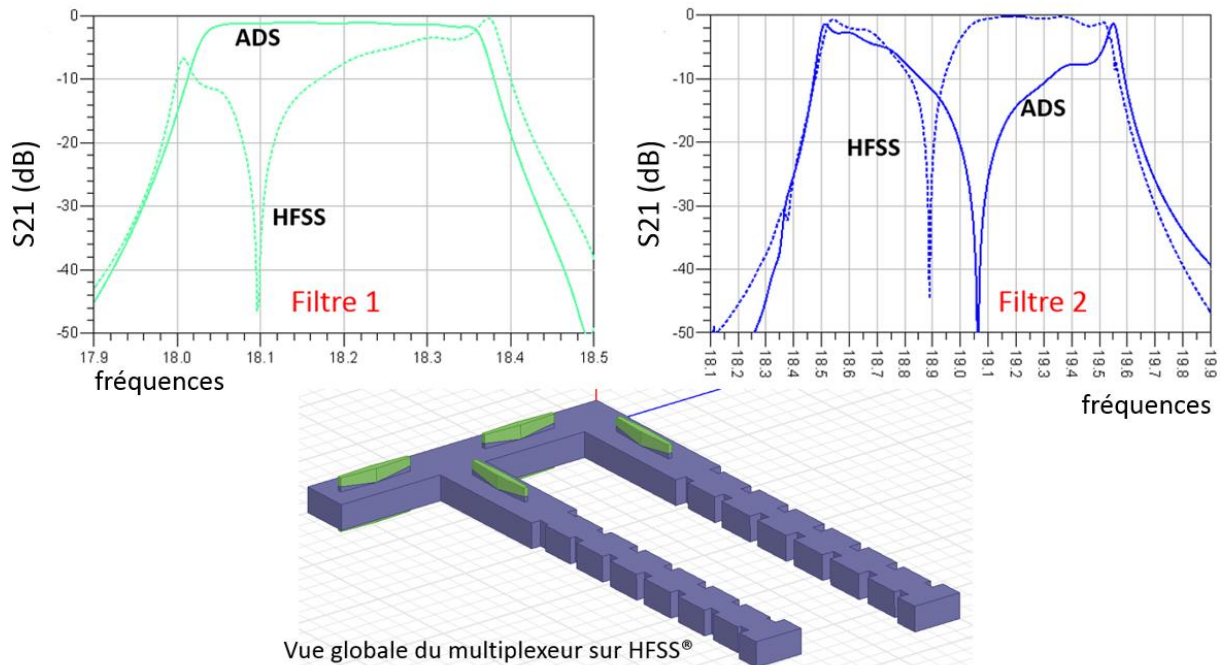 0
-10
-20
-30
-40
-50
S21 (dB)
ADS
HFSS
Filtre 1
17.9 18.0 18.1 18.2 18.3 18.4 18.5
fréquences
0
-10
-20
-30
-40
-50
S21 (dB)
HFSS
ADS
Filtre 2
18.1 18.2 18.3 18.4 18.5 18.6 18.7 18.8 18.9 19.0 19.1 19.2 19.3 19.4 19.5 19.6 19.7 19.8 19.9
fréquences
Vue globale du multiplexeur sur HFSS®